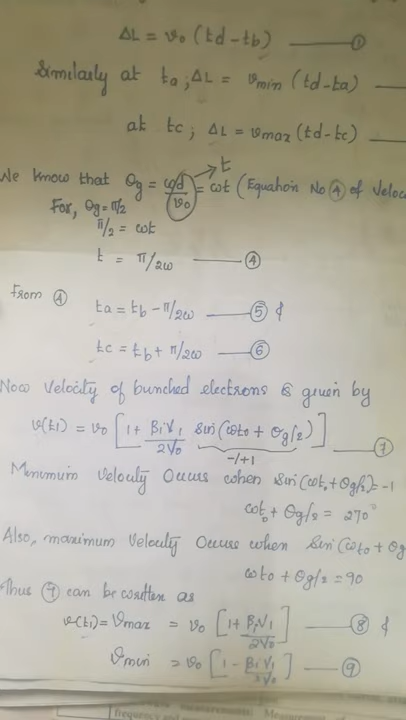 ΔL = v₀ (td-tb) ——— ①
Similarly at ta, ΔL = vmin (td-ta) ———
at tc; ΔL = vmax (td-tc) ———
We know that θg = ωd/v₀ → t = ωt (Equation No ④ of Veloc
For, θg = π/2
π/2 = ωt
t = π/2ω ——— ④
From ④
ta = tb - π/2ω ——— ⑤ &
tc = tb + π/2ω ——— ⑥
Now Velocity of bunched electrons is given by
v(t1) = v₀ [1 + βiV1/2V₀ sin(ωt₀ + θg/2)] ——— ⑦
-1/+1
Minimum Velocity Occurs when Sin(ωt₀+θg/2)=-1
ωt₀ + θg/2 = 270°
Also, maximum Velocity Occurs when Sin(ωt₀ + θg
ωt₀ + θg/2 = 90
Thus ⑦ can be written as
v(t1) = Vmax = v₀ [1 + βiV1/2V₀] ——— ⑧ &
Vmin = v₀ [1 - βiV1/2V₀] ——— ⑨
frequency and